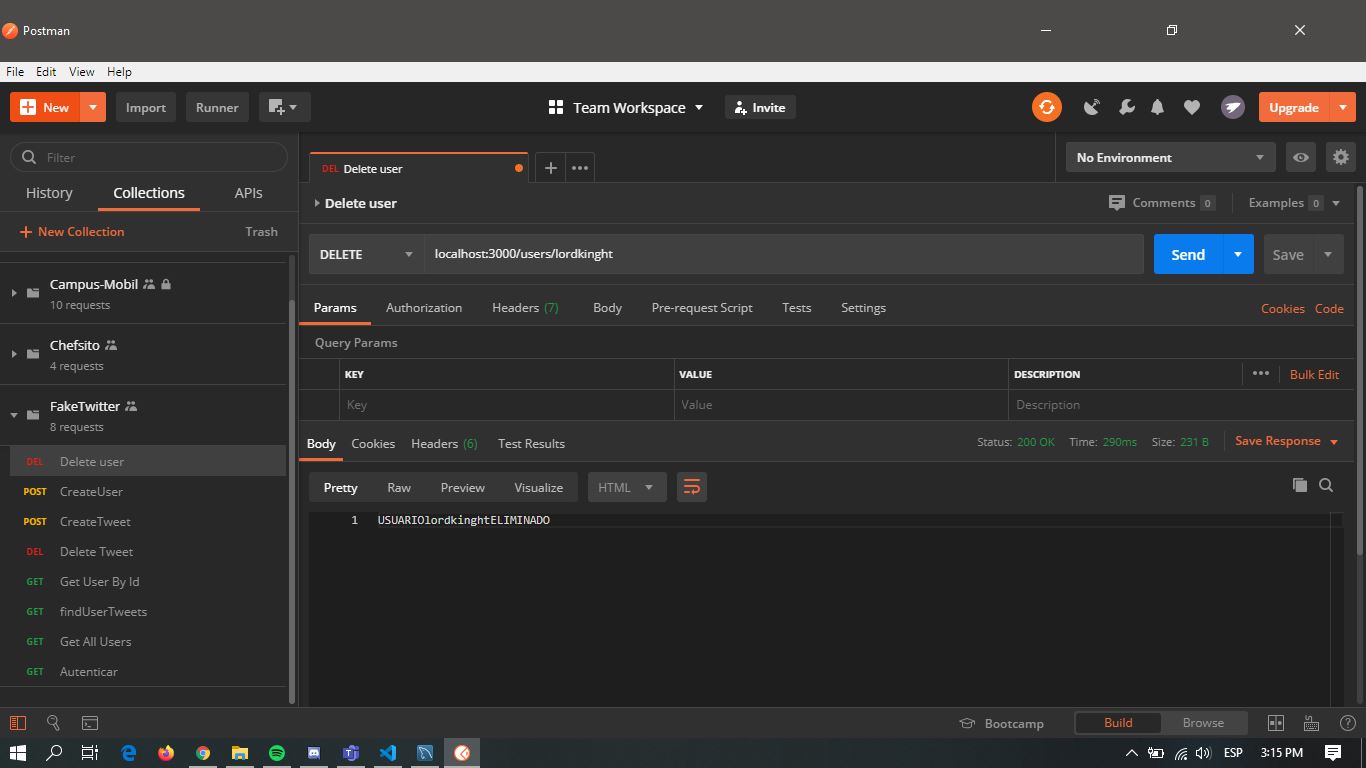 Postman
File Edit View Help
New Import Runner Team Workspace Invite Upgrade
Filter
History Collections APIs
New Collection Trash
Campus-Mobil
10 requests
Chefsito
4 requests
FakeTwitter
8 requests
DEL Delete user
POST CreateUser
POST CreateTweet
DEL Delete Tweet
GET Get User By Id
GET findUserTweets
GET Get All Users
GET Autenticar
DEL Delete user
No Environment
Delete user Comments 0 Examples 0
DELETE localhost:3000/users/lordkinght Send Save
Params Authorization Headers (7) Body Pre-request Script Tests Settings Cookies Code
Query Params
KEY VALUE DESCRIPTION Bulk Edit
Key Value Description
Body Cookies Headers (6) Test Results Status: 200 OK Time: 290ms Size: 231 B Save Response
Pretty Raw Preview Visualize HTML
1 USUARIOlordkinghtELIMINADO
Bootcamp Build Browse
ESP 3:15 PM